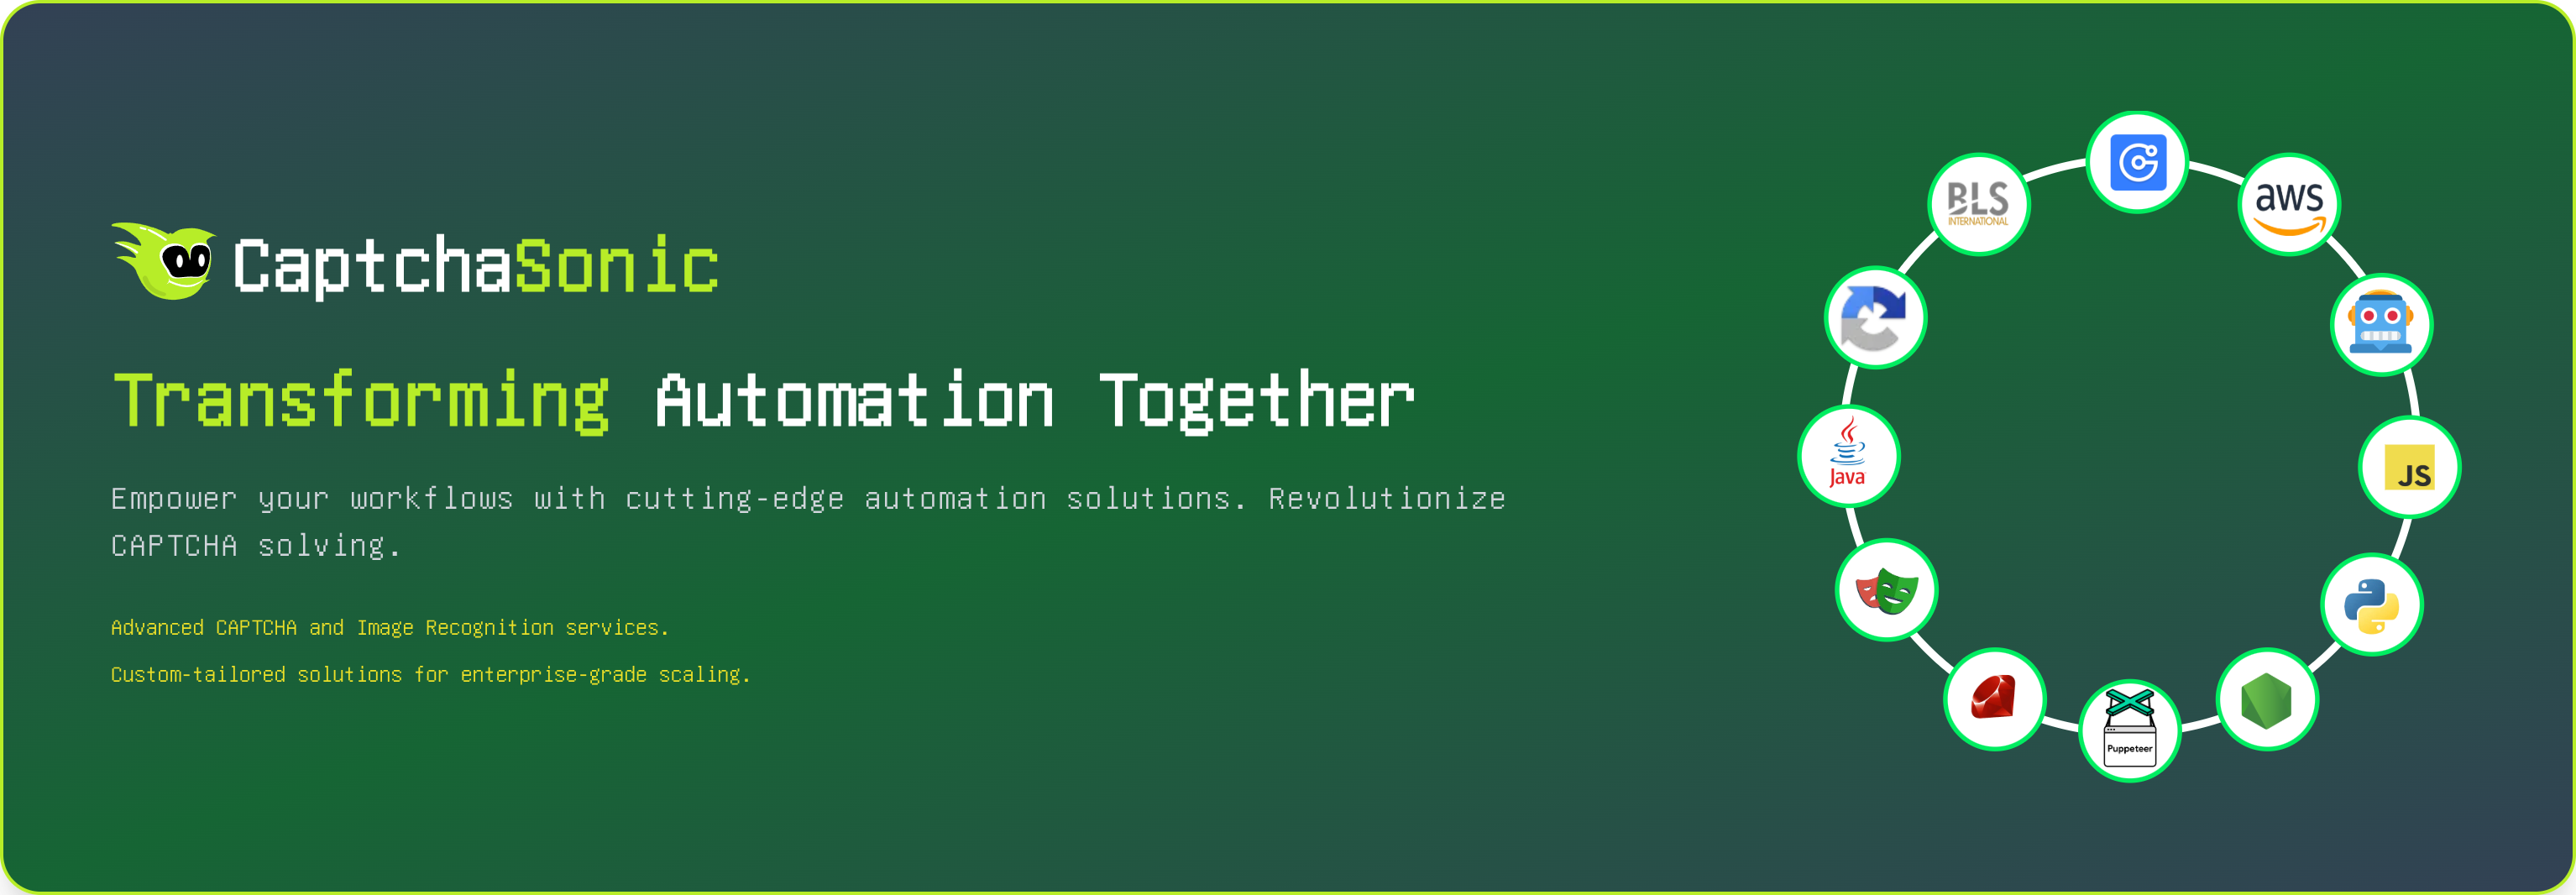 CaptchaSonic
Transforming Automation Together
Empower your workflows with cutting-edge automation solutions. Revolutionize
CAPTCHA solving.
Advanced CAPTCHA and Image Recognition services.
Custom-tailored solutions for enterprise-grade scaling.
BLS
INTERNATIONAL
aws
Java
JS
Puppeteer